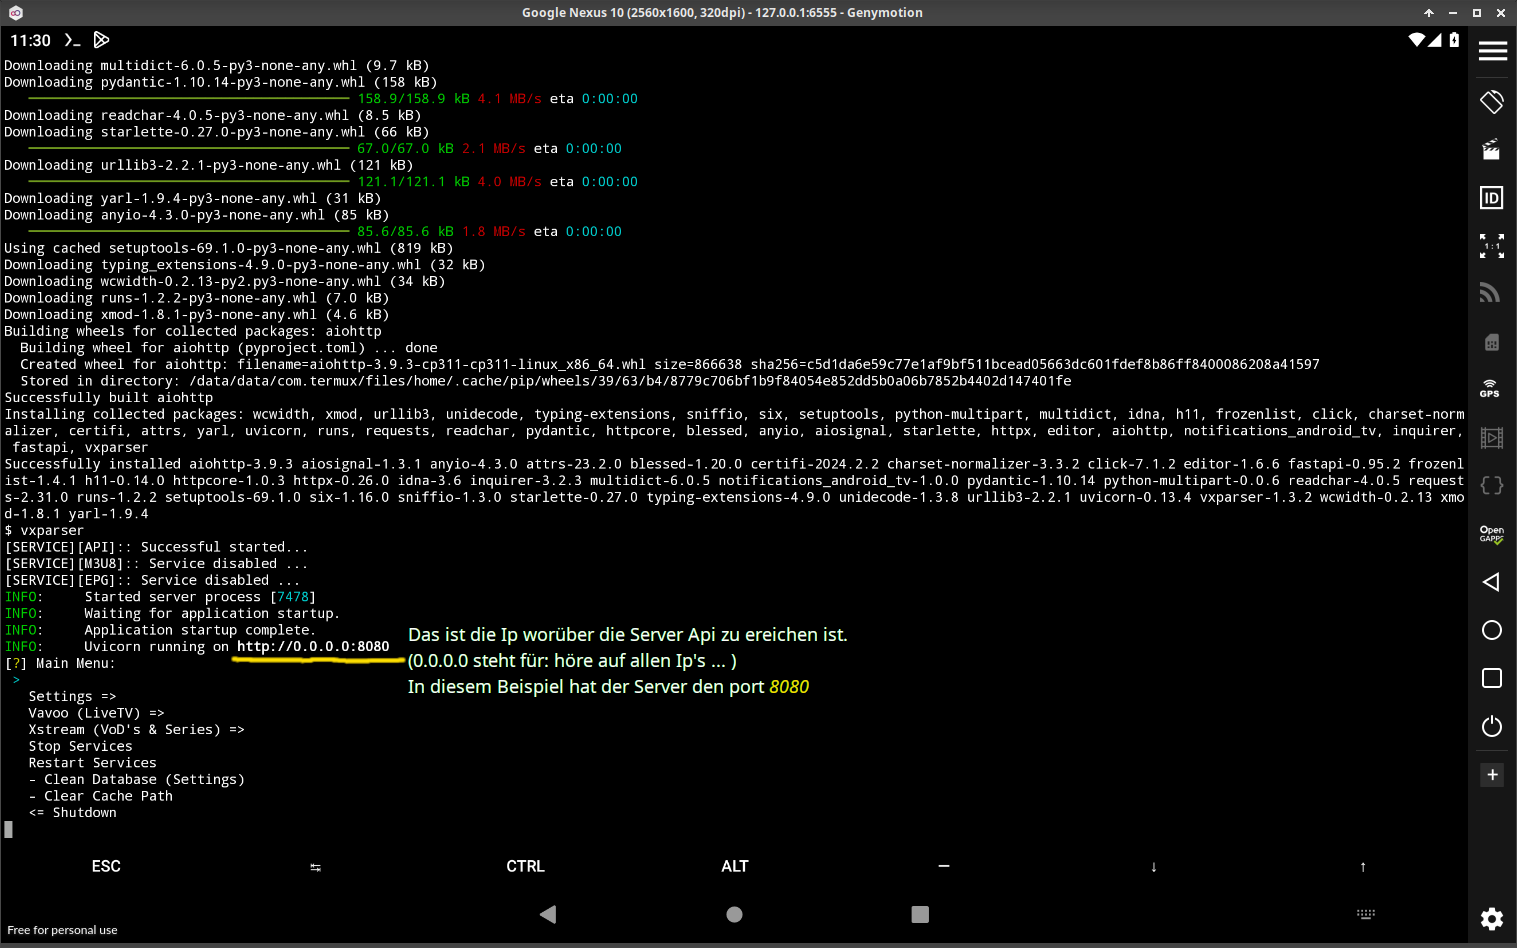 Google Nexus 10 (2560x1600, 320dpi) - 127.0.0.1:6555 - Genymotion
11:30
Downloading multidict-6.0.5-py3-none-any.whl (9.7 kB)
Downloading pydantic-1.10.14-py3-none-any.whl (158 kB)
158.9/158.9 kB 4.1 MB/s eta 0:00:00
Downloading readchar-4.0.5-py3-none-any.whl (8.5 kB)
Downloading starlette-0.27.0-py3-none-any.whl (66 kB)
67.0/67.0 kB 2.1 MB/s eta 0:00:00
Downloading urllib3-2.2.1-py3-none-any.whl (121 kB)
121.1/121.1 kB 4.0 MB/s eta 0:00:00
Downloading yarl-1.9.4-py3-none-any.whl (31 kB)
Downloading anyio-4.3.0-py3-none-any.whl (85 kB)
85.6/85.6 kB 1.8 MB/s eta 0:00:00
Using cached setuptools-69.1.0-py3-none-any.whl (819 kB)
Downloading typing_extensions-4.9.0-py3-none-any.whl (32 kB)
Downloading wcwidth-0.2.13-py2.py3-none-any.whl (34 kB)
Downloading runs-1.2.2-py3-none-any.whl (7.0 kB)
Downloading xmod-1.8.1-py3-none-any.whl (4.6 kB)
Building wheels for collected packages: aiohttp
Building wheel for aiohttp (pyproject.toml) ... done
Created wheel for aiohttp: filename=aiohttp-3.9.3-cp311-cp311-linux_x86_64.whl size=866638 sha256=c5d1da6e59c77e1af9bf511bcead05663dc601fdef8b86ff8400086208a41597
Stored in directory: /data/data/com.termux/files/home/.cache/pip/wheels/39/63/b4/8779c706bf1b9f84054e852dd5b0a06b7852b4402d147401fe
Successfully built aiohttp
Installing collected packages: wcwidth, xmod, urllib3, unidecode, typing-extensions, sniffio, six, setuptools, python-multipart, multidict, idna, h11, frozenlist, click, charset-norm
alizer, certifi, attrs, yarl, uvicorn, runs, requests, readchar, pydantic, httpcore, blessed, anyio, aiosignal, starlette, httpx, editor, aiohttp, notifications_android_tv, inquirer,
fastapi, vxparser
Successfully installed aiohttp-3.9.3 aiosignal-1.3.1 anyio-4.3.0 attrs-23.2.0 blessed-1.20.0 certifi-2024.2.2 charset-normalizer-3.3.2 click-7.1.2 editor-1.6.6 fastapi-0.95.2 frozenl
ist-1.4.1 h11-0.14.0 httpcore-1.0.3 httpx-0.26.0 idna-3.6 inquirer-3.2.3 multidict-6.0.5 notifications_android_tv-1.0.0 pydantic-1.10.14 python-multipart-0.0.6 readchar-4.0.5 request
s-2.31.0 runs-1.2.2 setuptools-69.1.0 six-1.16.0 sniffio-1.3.0 starlette-0.27.0 typing-extensions-4.9.0 unidecode-1.3.8 urllib3-2.2.1 uvicorn-0.13.4 vxparser-1.3.2 wcwidth-0.2.13 xmo
d-1.8.1 yarl-1.9.4
$ vxparser
[SERVICE][API]:: Successful started...
[SERVICE][M3U8]:: Service disabled ...
[SERVICE][EPG]:: Service disabled ...
INFO: Started server process [7478]
INFO: Waiting for application startup.
INFO: Application startup complete.
INFO: Uvicorn running on http://0.0.0.0:8080
Das ist die Ip worüber die Server Api zu ereichen ist.
(0.0.0.0 steht für: höre auf allen Ip's ... )
In diesem Beispiel hat der Server den port 8080
[?] Main Menu:
>
Settings =>
Vavoo (LiveTV) =>
Xstream (VoD's & Series) =>
Stop Services
Restart Services
- Clean Database (Settings)
- Clear Cache Path
<= Shutdown
ESC ⇆ CTRL ALT — ↓ ↑
Free for personal use
ID
1:1
GPS
Open
GAPPS